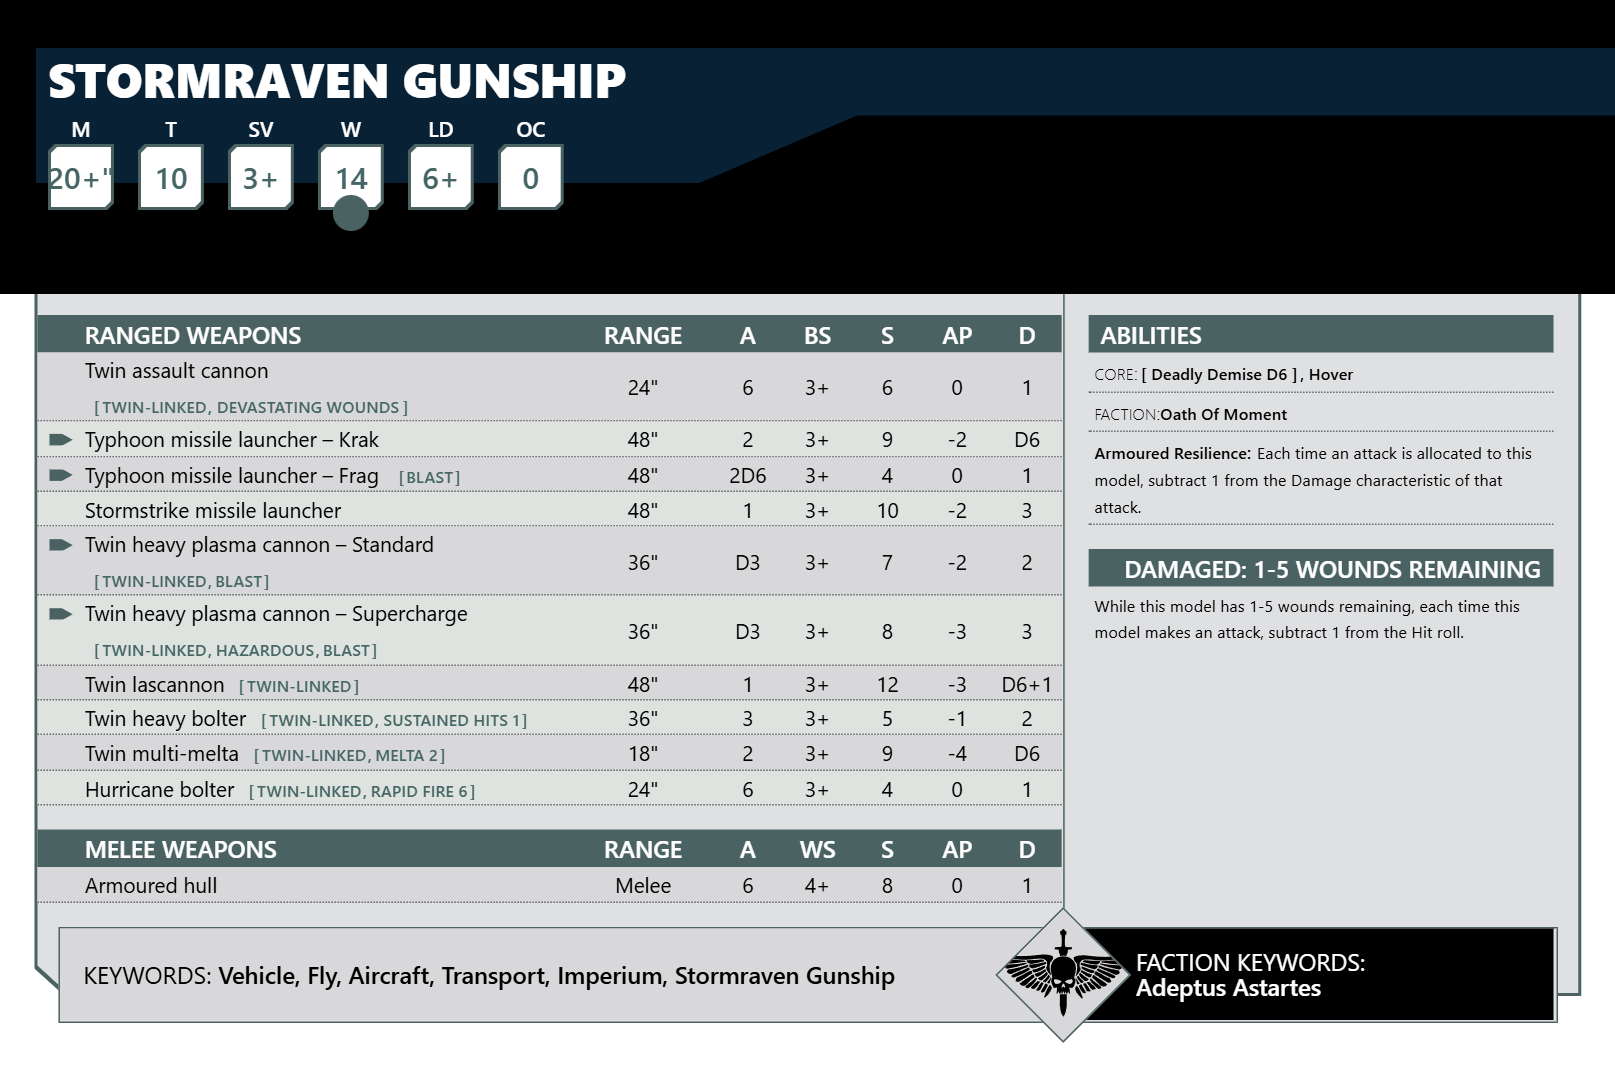 STORMRAVEN GUNSHIP
M T SV W LD OC
20+" 10 3+ 14 6+ 0
RANGED WEAPONS RANGE A BS S AP D
Twin assault cannon
[TWIN-LINKED, DEVASTATING WOUNDS] 24" 6 3+ 6 0 1
Typhoon missile launcher – Krak 48" 2 3+ 9 -2 D6
Typhoon missile launcher – Frag [BLAST] 48" 2D6 3+ 4 0 1
Stormstrike missile launcher 48" 1 3+ 10 -2 3
Twin heavy plasma cannon – Standard
[TWIN-LINKED, BLAST] 36" D3 3+ 7 -2 2
Twin heavy plasma cannon – Supercharge
[TWIN-LINKED, HAZARDOUS, BLAST] 36" D3 3+ 8 -3 3
Twin lascannon [TWIN-LINKED] 48" 1 3+ 12 -3 D6+1
Twin heavy bolter [TWIN-LINKED, SUSTAINED HITS 1] 36" 3 3+ 5 -1 2
Twin multi-melta [TWIN-LINKED, MELTA 2] 18" 2 3+ 9 -4 D6
Hurricane bolter [TWIN-LINKED, RAPID FIRE 6] 24" 6 3+ 4 0 1
MELEE WEAPONS RANGE A WS S AP D
Armoured hull Melee 6 4+ 8 0 1
ABILITIES
CORE: [ Deadly Demise D6 ] , Hover
FACTION:Oath Of Moment
Armoured Resilience: Each time an attack is allocated to this
model, subtract 1 from the Damage characteristic of that
attack.
DAMAGED: 1-5 WOUNDS REMAINING
While this model has 1-5 wounds remaining, each time this
model makes an attack, subtract 1 from the Hit roll.
KEYWORDS: Vehicle, Fly, Aircraft, Transport, Imperium, Stormraven Gunship
FACTION KEYWORDS:
Adeptus Astartes